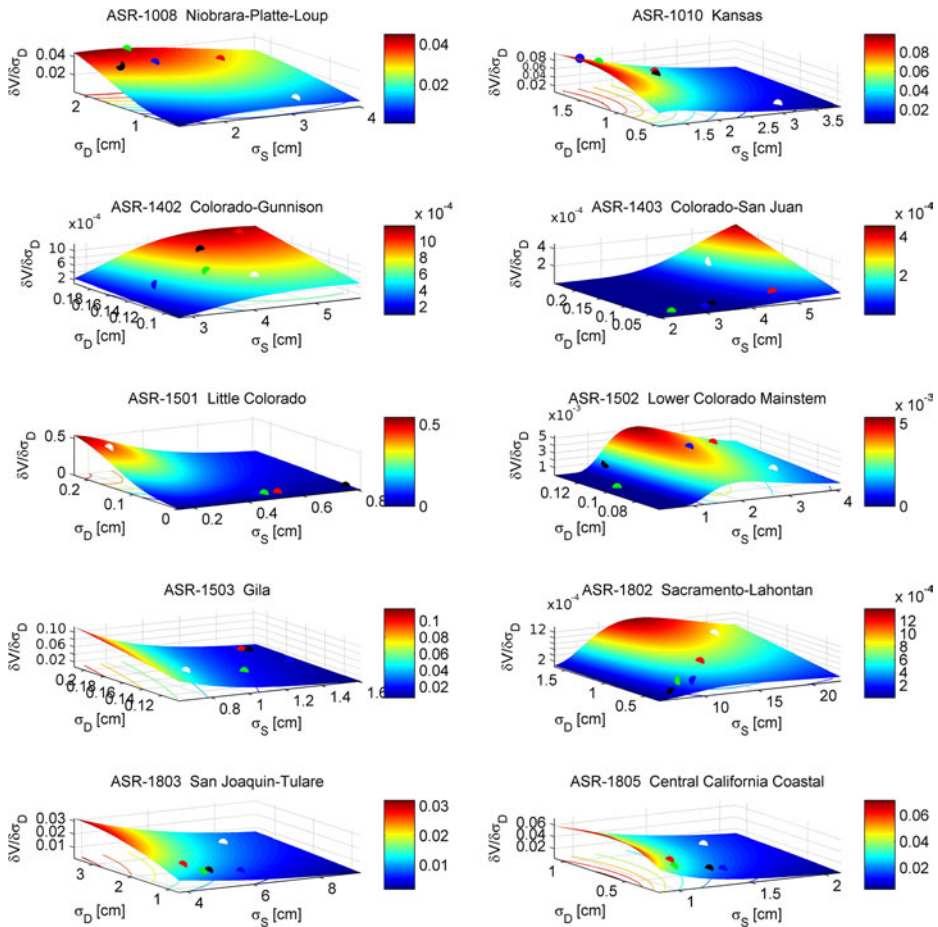 ASR-1008 Niobrara-Platte-Loup
δV/δσD
0.04
0.02
2
1
σD [cm]
2
3
4
σS [cm]
0.04
0.02
ASR-1010 Kansas
δV/δσD
0.08
0.06
0.04
0.02
1.5
1
0.5
σD [cm]
1.5
2
2.5
3
3.5
σS [cm]
0.08
0.06
0.04
0.02
ASR-1402 Colorado-Gunnison
x10⁻⁴
δV/δσD
10
6
2
0.18
0.16
0.14
0.12
0.1
σD [cm]
3
4
5
σS [cm]
x 10⁻⁴
10
8
6
4
2
ASR-1403 Colorado-San Juan
x10⁻⁴
δV/δσD
4
2
0.2
0.15
0.1
0.05
σD [cm]
2
3
4
5
σS [cm]
x 10⁻⁴
4
2
ASR-1501 Little Colorado
δV/δσD
0.5
0
0.2
0.1
0
σD [cm]
0.2
0.4
0.6
0.8
σS [cm]
0.5
0
ASR-1502 Lower Colorado Mainstem
x10⁻³
δV/δσD
5
3
1
0.12
0.1
0.08
σD [cm]
1
2
3
4
σS [cm]
x 10⁻³
5
0
ASR-1503 Gila
δV/δσD
0.10
0.06
0.02
0.2
0.18
0.16
0.14
0.12
σD [cm]
0.8
1
1.2
1.4
1.6
σS [cm]
0.1
0.08
0.06
0.04
0.02
ASR-1802 Sacramento-Lahontan
x10⁻⁴
δV/δσD
12
2
1.5
1
0.5
σD [cm]
10
15
20
σS [cm]
x 10⁻⁴
12
10
8
6
4
2
ASR-1803 San Joaquin-Tulare
δV/δσD
0.03
0.02
0.01
3
2
1
σD [cm]
4
6
8
σS [cm]
0.03
0.02
0.01
ASR-1805 Central California Coastal
δV/δσD
0.06
0.04
0.02
1
0.5
σD [cm]
1
1.5
2
σS [cm]
0.06
0.04
0.02